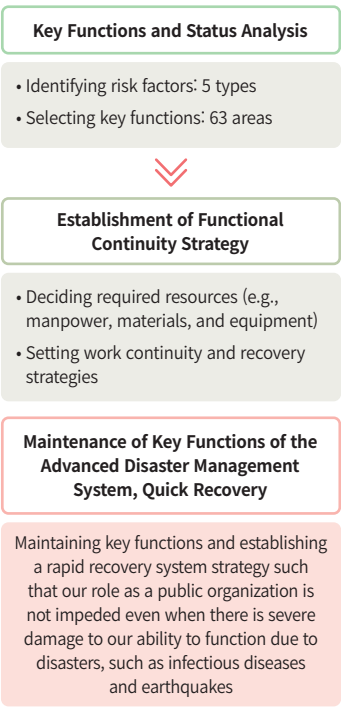 Key Functions and Status Analysis
• Identifying risk factors: 5 types
• Selecting key functions: 63 areas
Establishment of Functional
Continuity Strategy
• Deciding required resources (e.g.,
manpower, materials, and equipment)
• Setting work continuity and recovery
strategies
Maintenance of Key Functions of the
Advanced Disaster Management
System, Quick Recovery
Maintaining key functions and establishing
a rapid recovery system strategy such
that our role as a public organization is
not impeded even when there is severe
damage to our ability to function due to
disasters, such as infectious diseases
and earthquakes